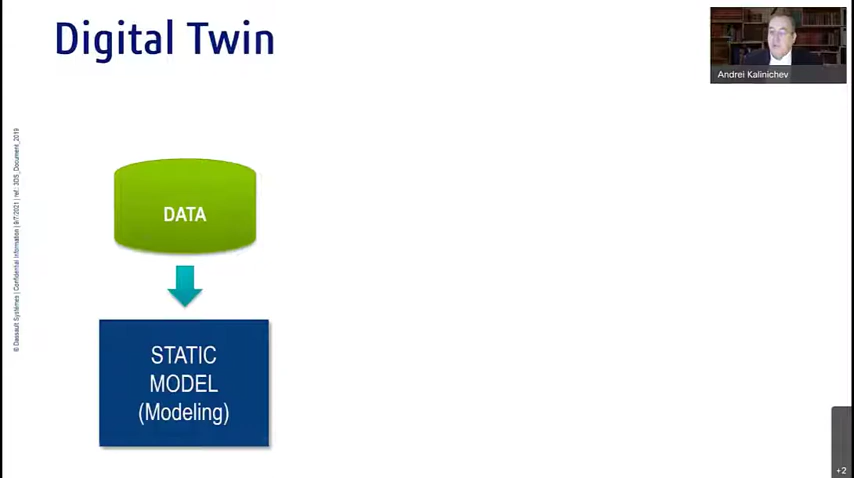 Digital Twin
Andrei Kalinichev
© Dassault Systèmes | Confidential Information | 9/7/2021 | ref.: 3DS_Document_2019
DATA
STATIC
MODEL
(Modeling)
+2